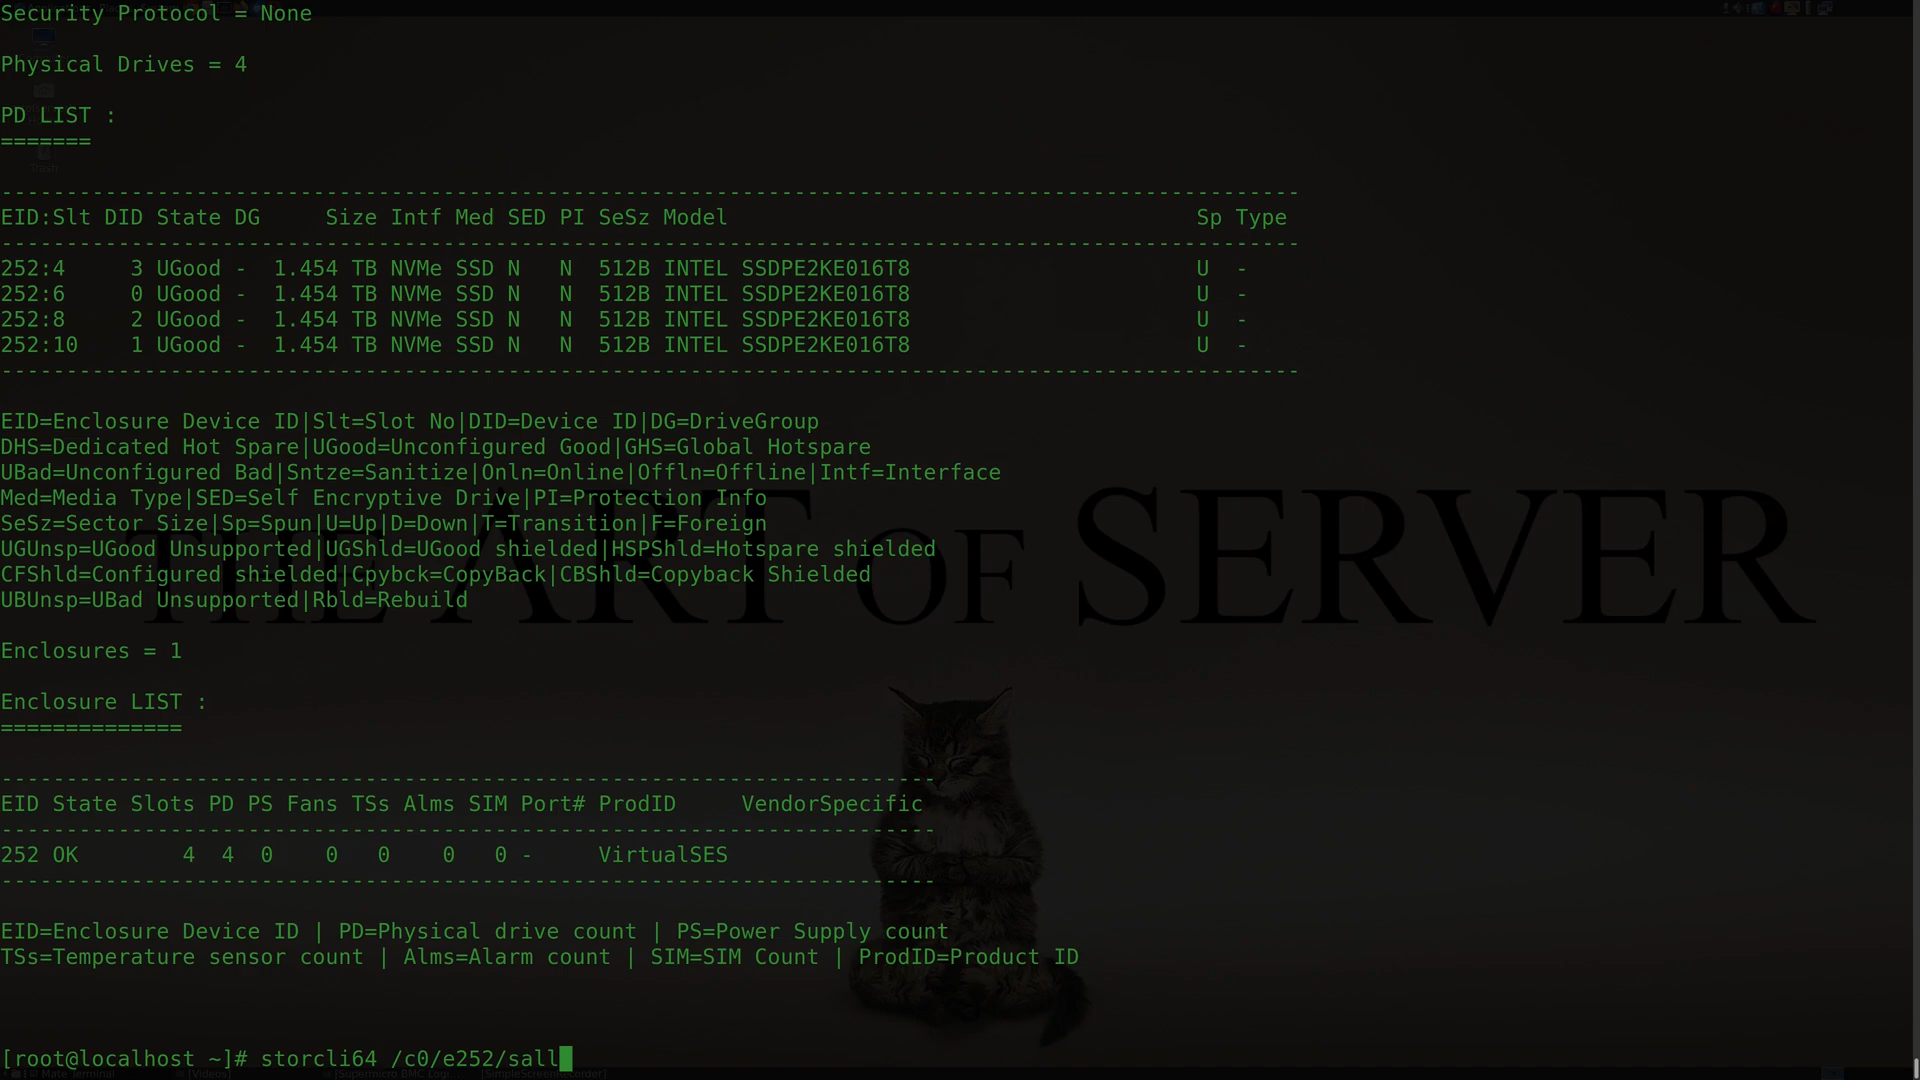 Security Protocol = None
Physical Drives = 4
PD LIST :
=======
----------------------------------------------------------------------------------------------------
EID:Slt DID State DG     Size Intf Med SED PI SeSz Model                                    Sp Type
----------------------------------------------------------------------------------------------------
252:4     3 UGood -  1.454 TB NVMe SSD N   N  512B INTEL SSDPE2KE016T8                      U  -
252:6     0 UGood -  1.454 TB NVMe SSD N   N  512B INTEL SSDPE2KE016T8                      U  -
252:8     2 UGood -  1.454 TB NVMe SSD N   N  512B INTEL SSDPE2KE016T8                      U  -
252:10    1 UGood -  1.454 TB NVMe SSD N   N  512B INTEL SSDPE2KE016T8                      U  -
----------------------------------------------------------------------------------------------------
EID=Enclosure Device ID|Slt=Slot No|DID=Device ID|DG=DriveGroup
DHS=Dedicated Hot Spare|UGood=Unconfigured Good|GHS=Global Hotspare
UBad=Unconfigured Bad|Sntze=Sanitize|Onln=Online|Offln=Offline|Intf=Interface
Med=Media Type|SED=Self Encryptive Drive|PI=Protection Info
SeSz=Sector Size|Sp=Spun|U=Up|D=Down|T=Transition|F=Foreign
UGUnsp=UGood Unsupported|UGShld=UGood shielded|HSPShld=Hotspare shielded
CFShld=Configured shielded|Cpybck=CopyBack|CBShld=Copyback Shielded
UBUnsp=UBad Unsupported|Rbld=Rebuild
THE ART OF SERVER
Enclosures = 1
Enclosure LIST :
==============
------------------------------------------------------------------------
EID State Slots PD PS Fans TSs Alms SIM Port# ProdID     VendorSpecific
------------------------------------------------------------------------
252 OK        4  4  0    0   0    0   0 -     VirtualSES
------------------------------------------------------------------------
EID=Enclosure Device ID | PD=Physical drive count | PS=Power Supply count
TSs=Temperature sensor count | Alms=Alarm count | SIM=SIM Count | ProdID=Product ID
[root@localhost ~]# storcli64 /c0/e252/sall
Mate Terminal [Videos] [Supermicro BMC Logi... [SimpleScreenRecorder]
Trash